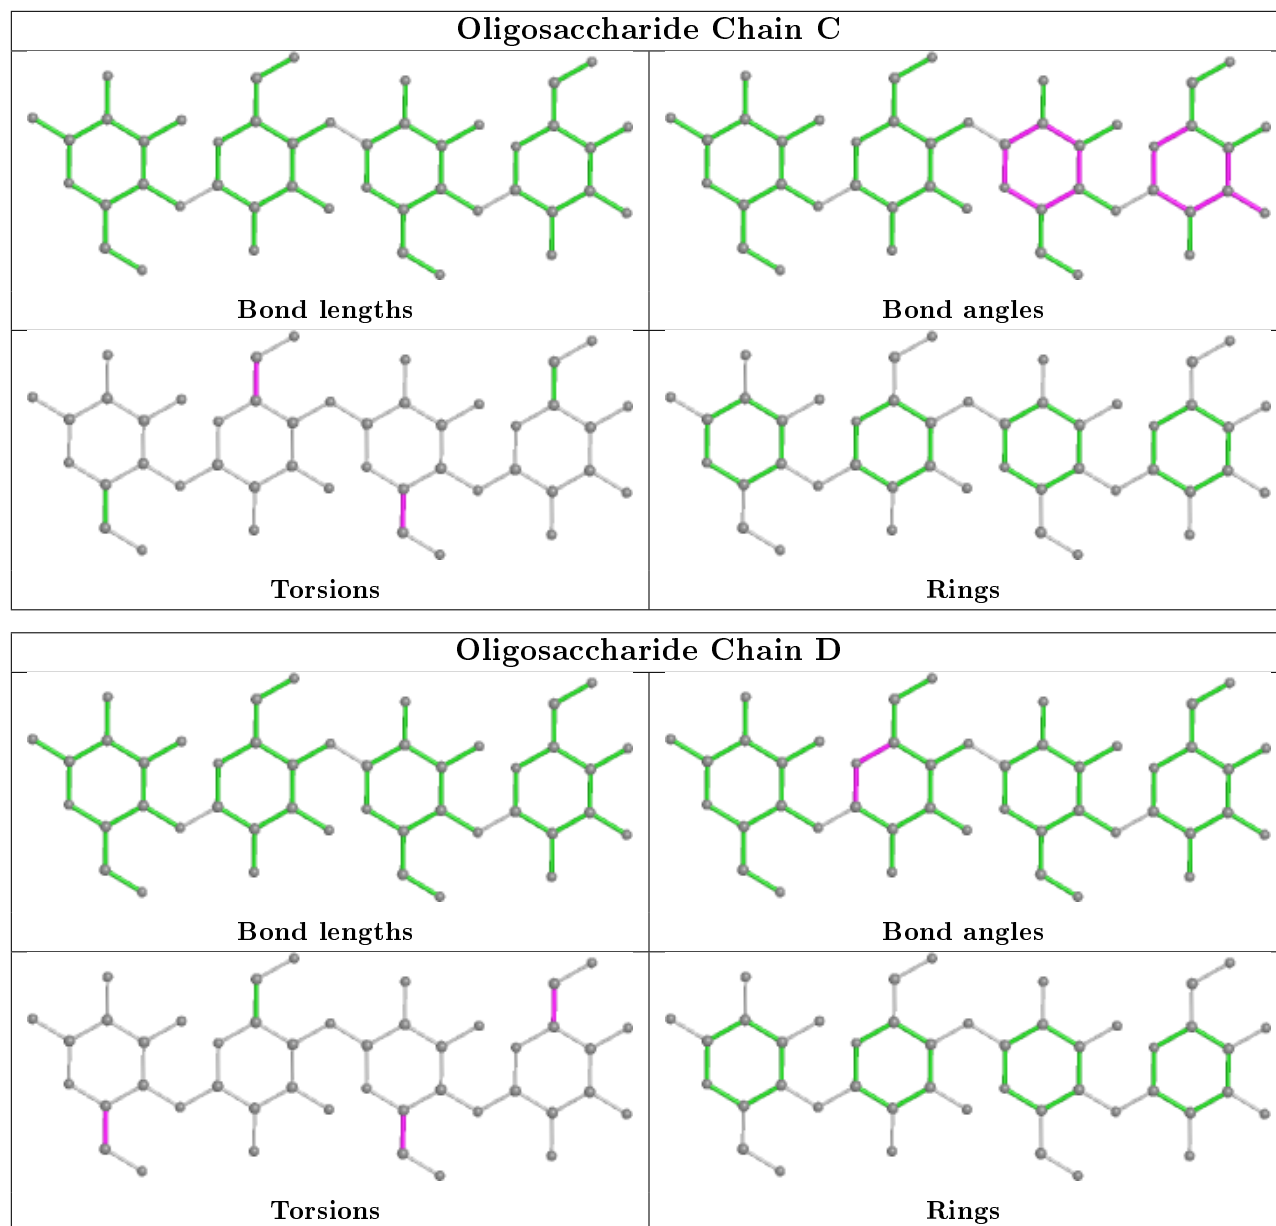 Oligosaccharide Chain C
Bond lengths
Bond angles
Torsions
Rings
Oligosaccharide Chain D
Bond lengths
Bond angles
Torsions
Rings